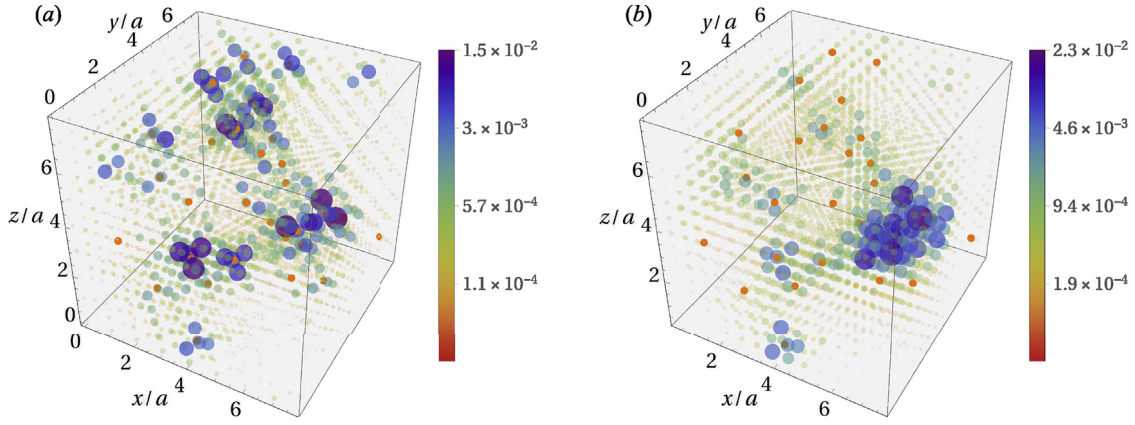 (a)
y/a
0
2
4
6
z/a
6
4
2
0
0
2
4
6
x/a
1.5 × 10⁻²
3. × 10⁻³
5.7 × 10⁻⁴
1.1 × 10⁻⁴
(b)
y/a
0
2
4
6
z/a
6
4
2
2
4
6
x/a
2.3 × 10⁻²
4.6 × 10⁻³
9.4 × 10⁻⁴
1.9 × 10⁻⁴